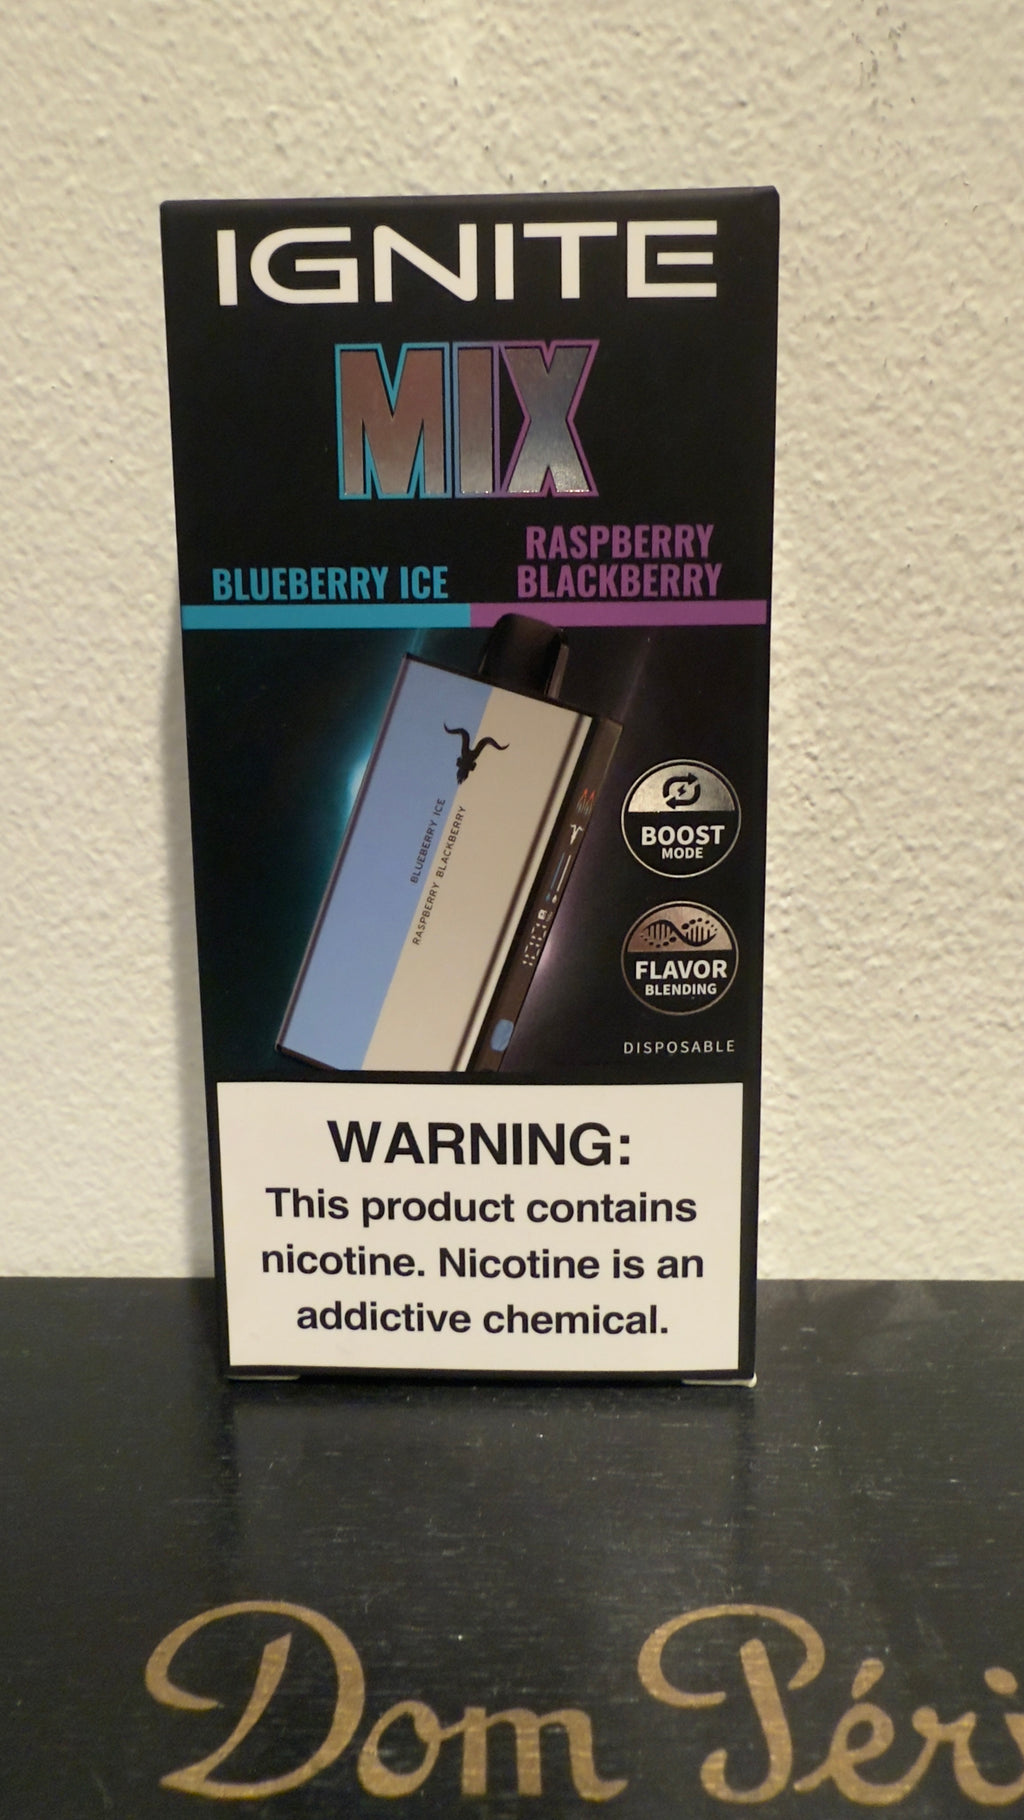 IGNITE
MIX
BLUEBERRY ICE
RASPBERRY
BLACKBERRY
BLUEBERRY ICE
RASPBERRY BLACKBERRY
BOOST
MODE
FLAVOR
BLENDING
DISPOSABLE
WARNING:
This product contains
nicotine. Nicotine is an
addictive chemical.
Dom Péri